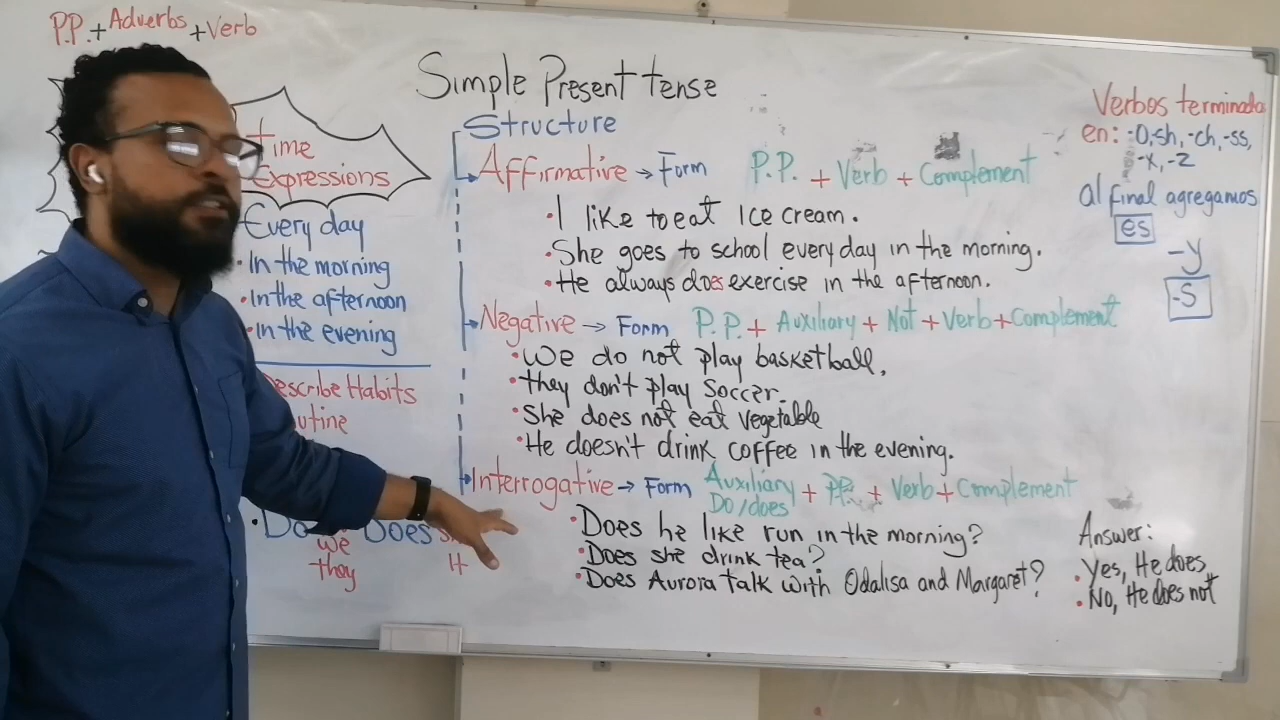 P.P. + Adverbs + Verb
Simple Present tense
Time
Expressions
Every day
• In the morning
• In the afternoon
• In the evening
Describe Habits
• Do Does
we
they
It
Structure
Affirmative → Form P.P. + Verb + Complement
• I like to eat Ice cream.
• She goes to school every day in the morning.
• He always does exercise in the afternoon.
Negative → Form P.P. + Auxiliary + Not + Verb + Complement
• We do not play basketball.
• they don't play Soccer.
• She does not eat vegetable
• He doesn't drink coffee in the evening.
Interrogative → Form Auxiliary Do/does + P.P. + Verb + Complement
• Does he like run in the morning?
• Does she drink tea?
• Does Aurora talk with Odalisa and Margaret?
Verbos terminada
en: -O, sh, -ch, -ss,
-x, -z
al final agregamos
es
-y
-s
Answer:
• Yes, He does
• No, He does not